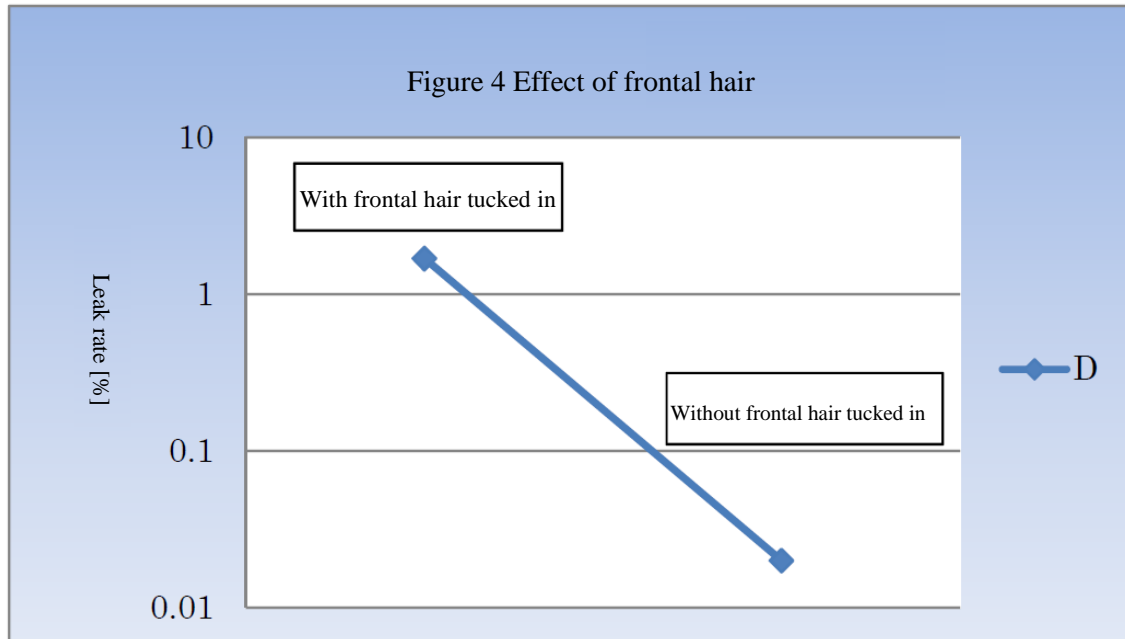 Figure 4 Effect of frontal hair
10
With frontal hair tucked in
1
Leak rate [%]
D
Without frontal hair tucked in
0.1
0.01